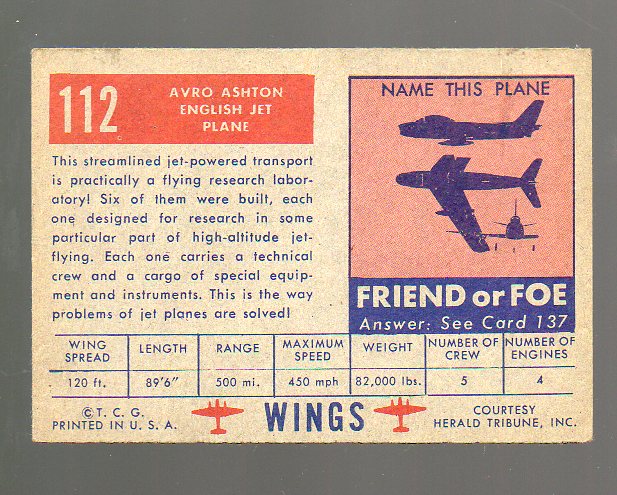 112
AVRO ASHTON
ENGLISH JET
PLANE
This streamlined jet-powered transport
is practically a flying research labor-
atory! Six of them were built, each
one designed for research in some
particular part of high-altitude jet-
flying. Each one carries a technical
crew and a cargo of special equip-
ment and instruments. This is the way
problems of jet planes are solved!
NAME THIS PLANE
FRIEND or FOE
Answer: See Card 137
WING SPREAD LENGTH RANGE MAXIMUM SPEED WEIGHT NUMBER OF CREW NUMBER OF ENGINES
120 ft. 89'6" 500 mi. 450 mph 82,000 lbs. 5 4
© T. C. G.
PRINTED IN U. S. A.
WINGS
COURTESY
HERALD TRIBUNE, INC.